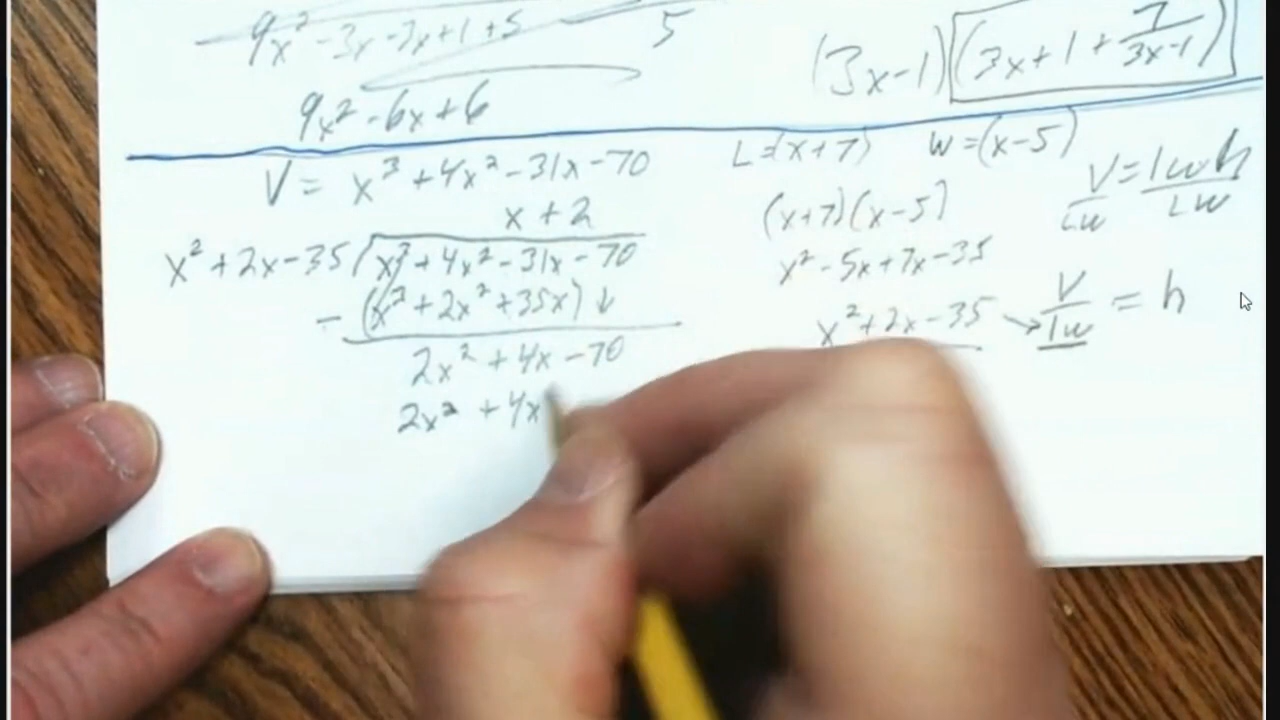 9x² - 3x - 3x + 1 + 5
5
9x² - 6x + 6
(3x-1)(3x+1+7/3x-1)
V = x³ + 4x² - 31x - 70
x + 2
x² + 2x - 35 x³ + 4x² - 31x - 70
- (x³ + 2x² + 35x) ↓
2x² + 4x - 70
2x² + 4x
L=(x+7) W=(x-5)
(x+7)(x-5)
x² - 5x + 7x - 35
x² + 2x - 35 →
V/LW = lwh/LW
V/lw = h